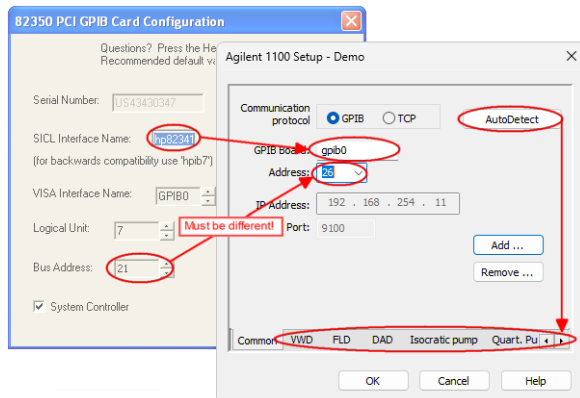 82350 PCI GPIB Card Configuration
Questions? Press the He
Recommended default va
Serial Number: US43430347
SICL Interface Name: hp82341
(for backwards compatibility use 'hpib7')
VISA Interface Name: GPIB0
Logical Unit: 7
Bus Address: 21
System Controller
Must be different!
Agilent 1100 Setup - Demo
Communication
protocol
GPIB
TCP
AutoDetect
GPIB Board: gpib0
Address: 26
IP Address: 192 . 168 . 254 . 11
Port: 9100
Add ...
Remove ...
Common VWD FLD DAD Isocratic pump Quart. Pu
OK Cancel Help